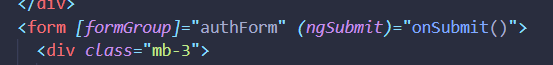 </div>
<form [formGroup]="authForm" (ngSubmit)="onSubmit()">
<div class="mb-3">